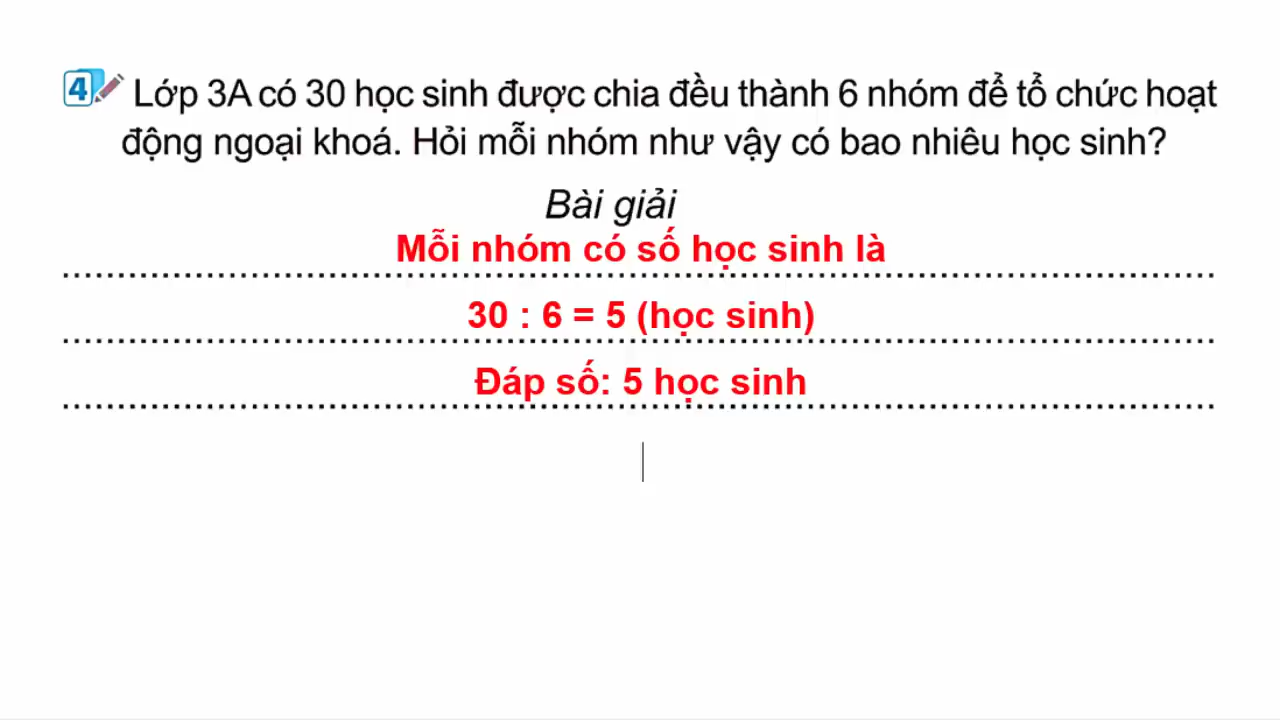 4 Lớp 3A có 30 học sinh được chia đều thành 6 nhóm để tổ chức hoạt
động ngoại khoá. Hỏi mỗi nhóm như vậy có bao nhiêu học sinh?
Bài giải
Mỗi nhóm có số học sinh là
30 : 6 = 5 (học sinh)
Đáp số: 5 học sinh